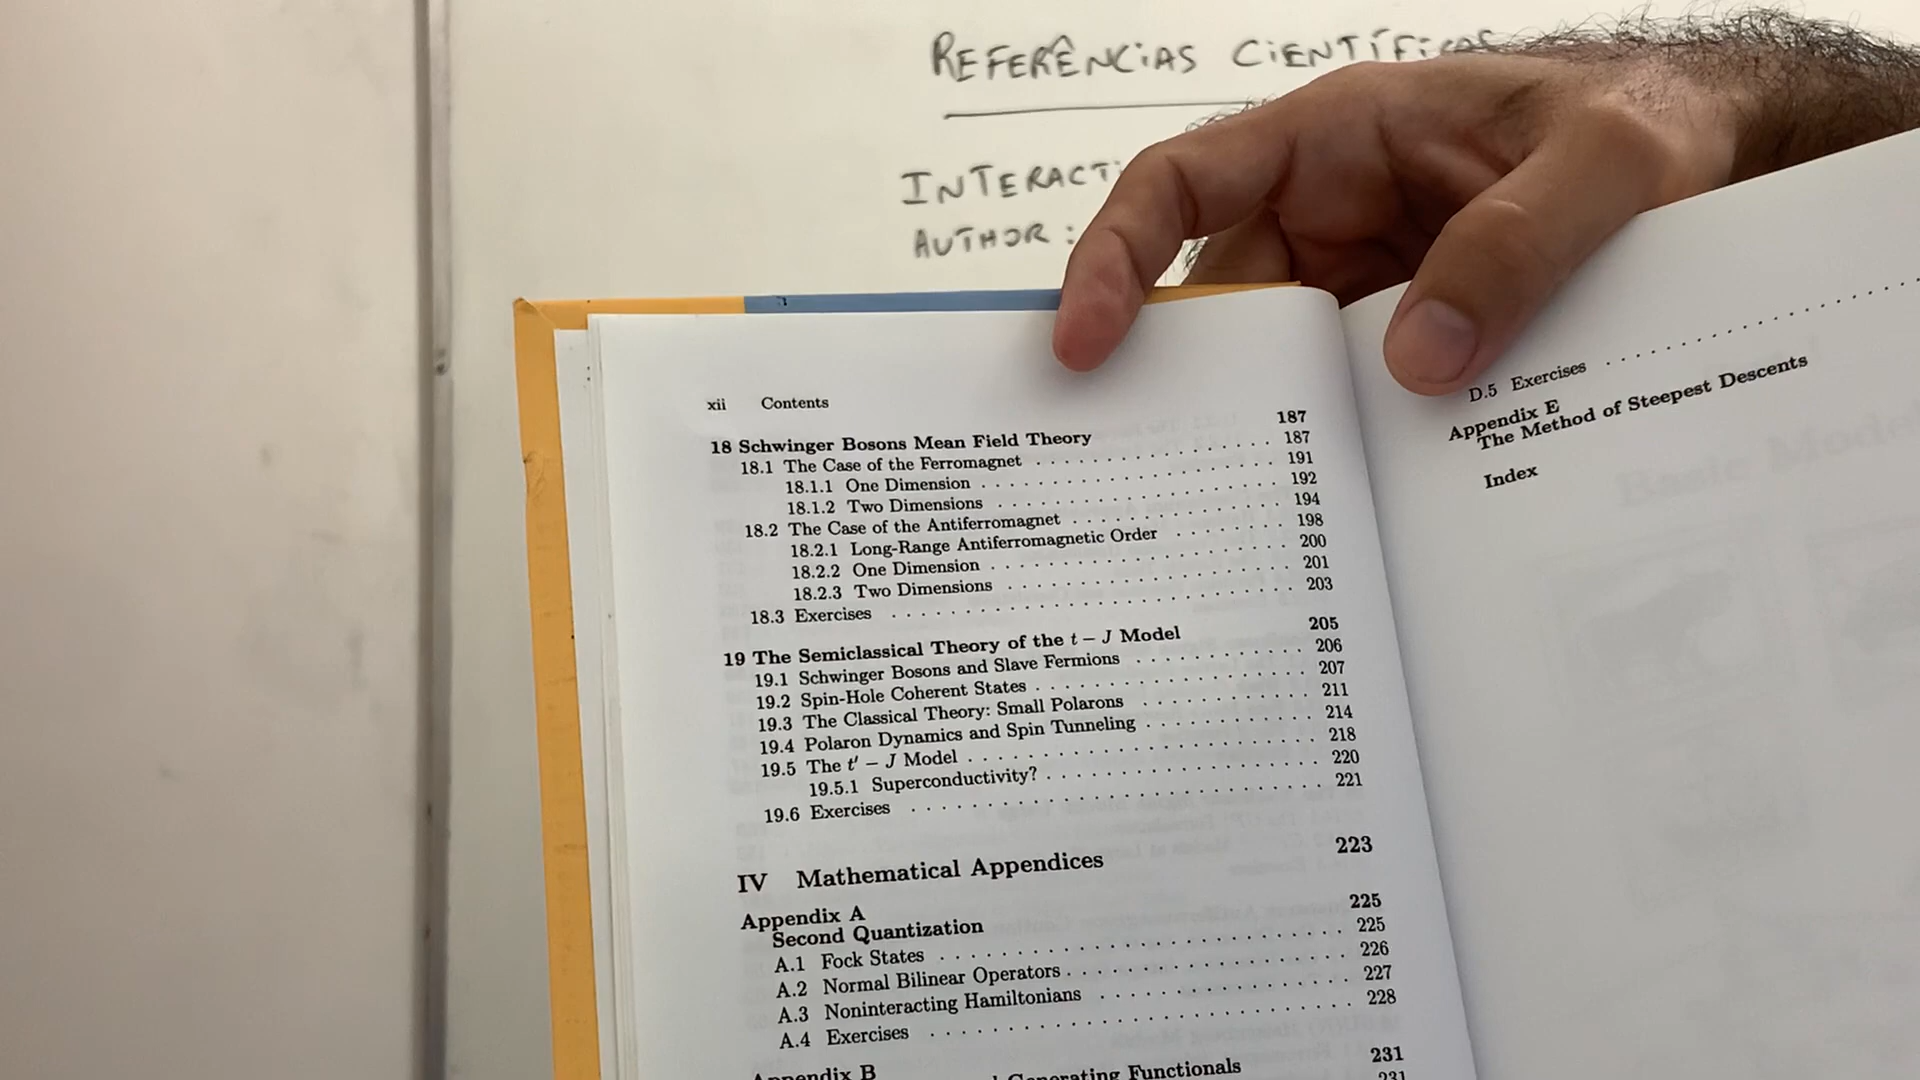 REFERÊNCIAS CIENTÍFICAS
INTERACTI
AUTHOR :
xii Contents
18 Schwinger Bosons Mean Field Theory 187
18.1 The Case of the Ferromagnet . . . . . . . . . . . . . . . . 187
18.1.1 One Dimension . . . . . . . . . . . . . . . . . . . . 191
18.1.2 Two Dimensions . . . . . . . . . . . . . . . . . . . 192
18.2 The Case of the Antiferromagnet . . . . . . . . . . . . . . 194
18.2.1 Long-Range Antiferromagnetic Order . . . . . . . 198
18.2.2 One Dimension . . . . . . . . . . . . . . . . . . . . 200
18.2.3 Two Dimensions . . . . . . . . . . . . . . . . . . . 201
18.3 Exercises . . . . . . . . . . . . . . . . . . . . . . . . . . . 203
19 The Semiclassical Theory of the t – J Model 205
19.1 Schwinger Bosons and Slave Fermions . . . . . . . . . . . 206
19.2 Spin-Hole Coherent States . . . . . . . . . . . . . . . . . . 207
19.3 The Classical Theory: Small Polarons . . . . . . . . . . . 211
19.4 Polaron Dynamics and Spin Tunneling . . . . . . . . . . . 214
19.5 The t′ – J Model . . . . . . . . . . . . . . . . . . . . . . . 218
19.5.1 Superconductivity? . . . . . . . . . . . . . . . . . . 220
19.6 Exercises . . . . . . . . . . . . . . . . . . . . . . . . . . . 221
IV Mathematical Appendices 223
Appendix A
Second Quantization 225
A.1 Fock States . . . . . . . . . . . . . . . . . . . . . . . . . . 225
A.2 Normal Bilinear Operators . . . . . . . . . . . . . . . . . . 226
A.3 Noninteracting Hamiltonians . . . . . . . . . . . . . . . . 227
A.4 Exercises . . . . . . . . . . . . . . . . . . . . . . . . . . . 228
Appendix B
Generating Functionals 231
231
D.5 Exercises . . . . . . . . . . . . . . . . . .
Appendix E
The Method of Steepest Descents
Index